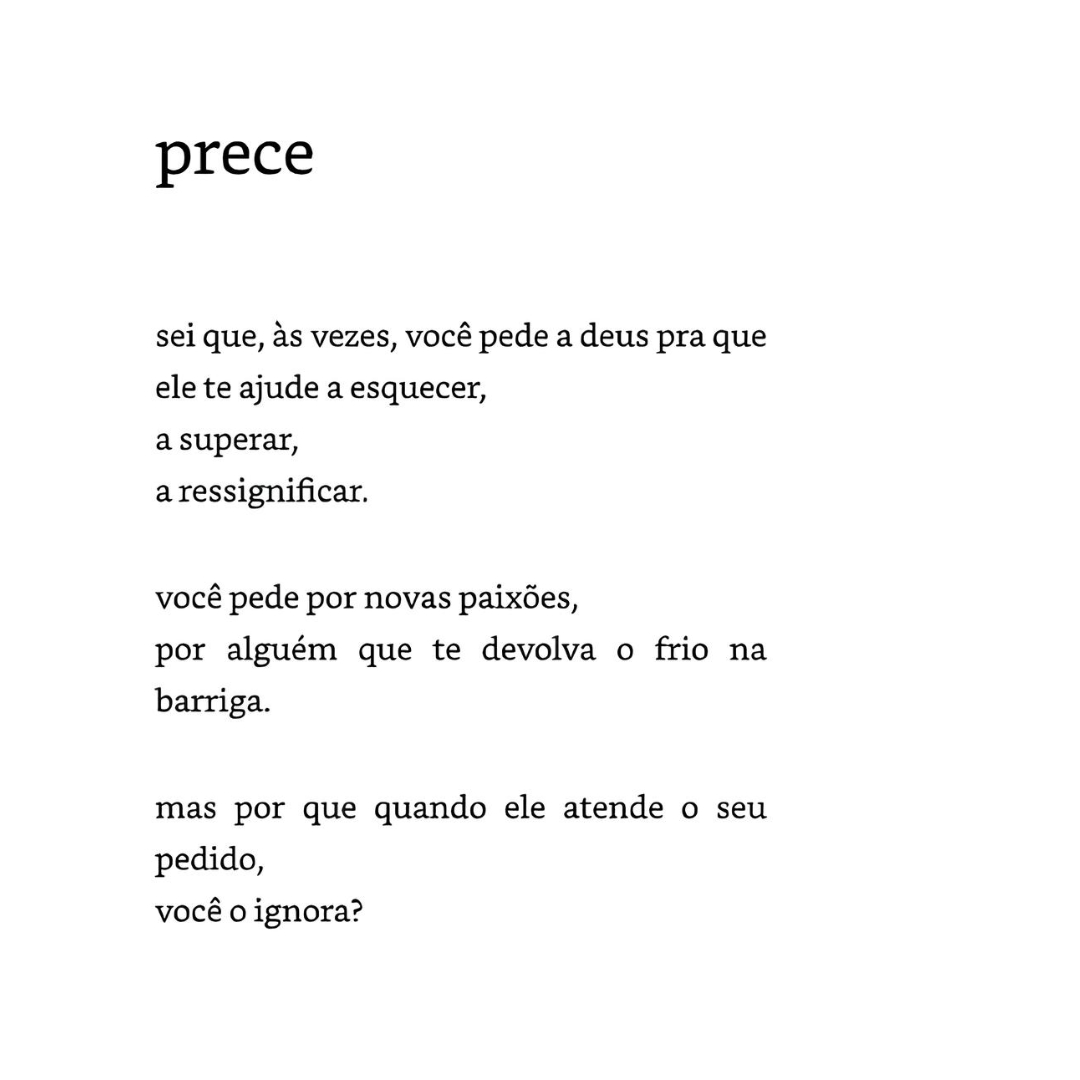 prece
sei que, às vezes, você pede a deus pra que
ele te ajude a esquecer,
a superar,
a ressignificar.
você pede por novas paixões,
por alguém que te devolva o frio na
barriga.
mas por que quando ele atende o seu
pedido,
você o ignora?